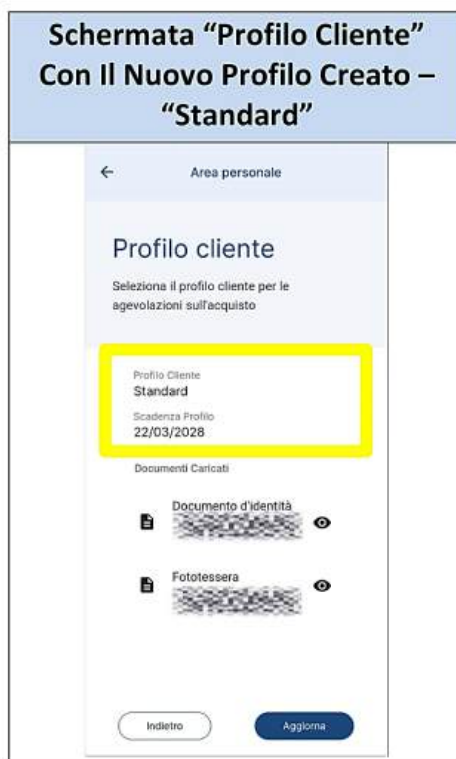 Schermata “Profilo Cliente”
Con Il Nuovo Profilo Creato –
“Standard”
Area personale
Profilo cliente
Seleziona il profilo cliente per le
agevolazioni sull'acquisto
Profilo Cliente
Standard
Scadenza Profilo
22/03/2028
Documenti Caricati
Documento d'identità
Fototessera
Indietro
Aggiorna